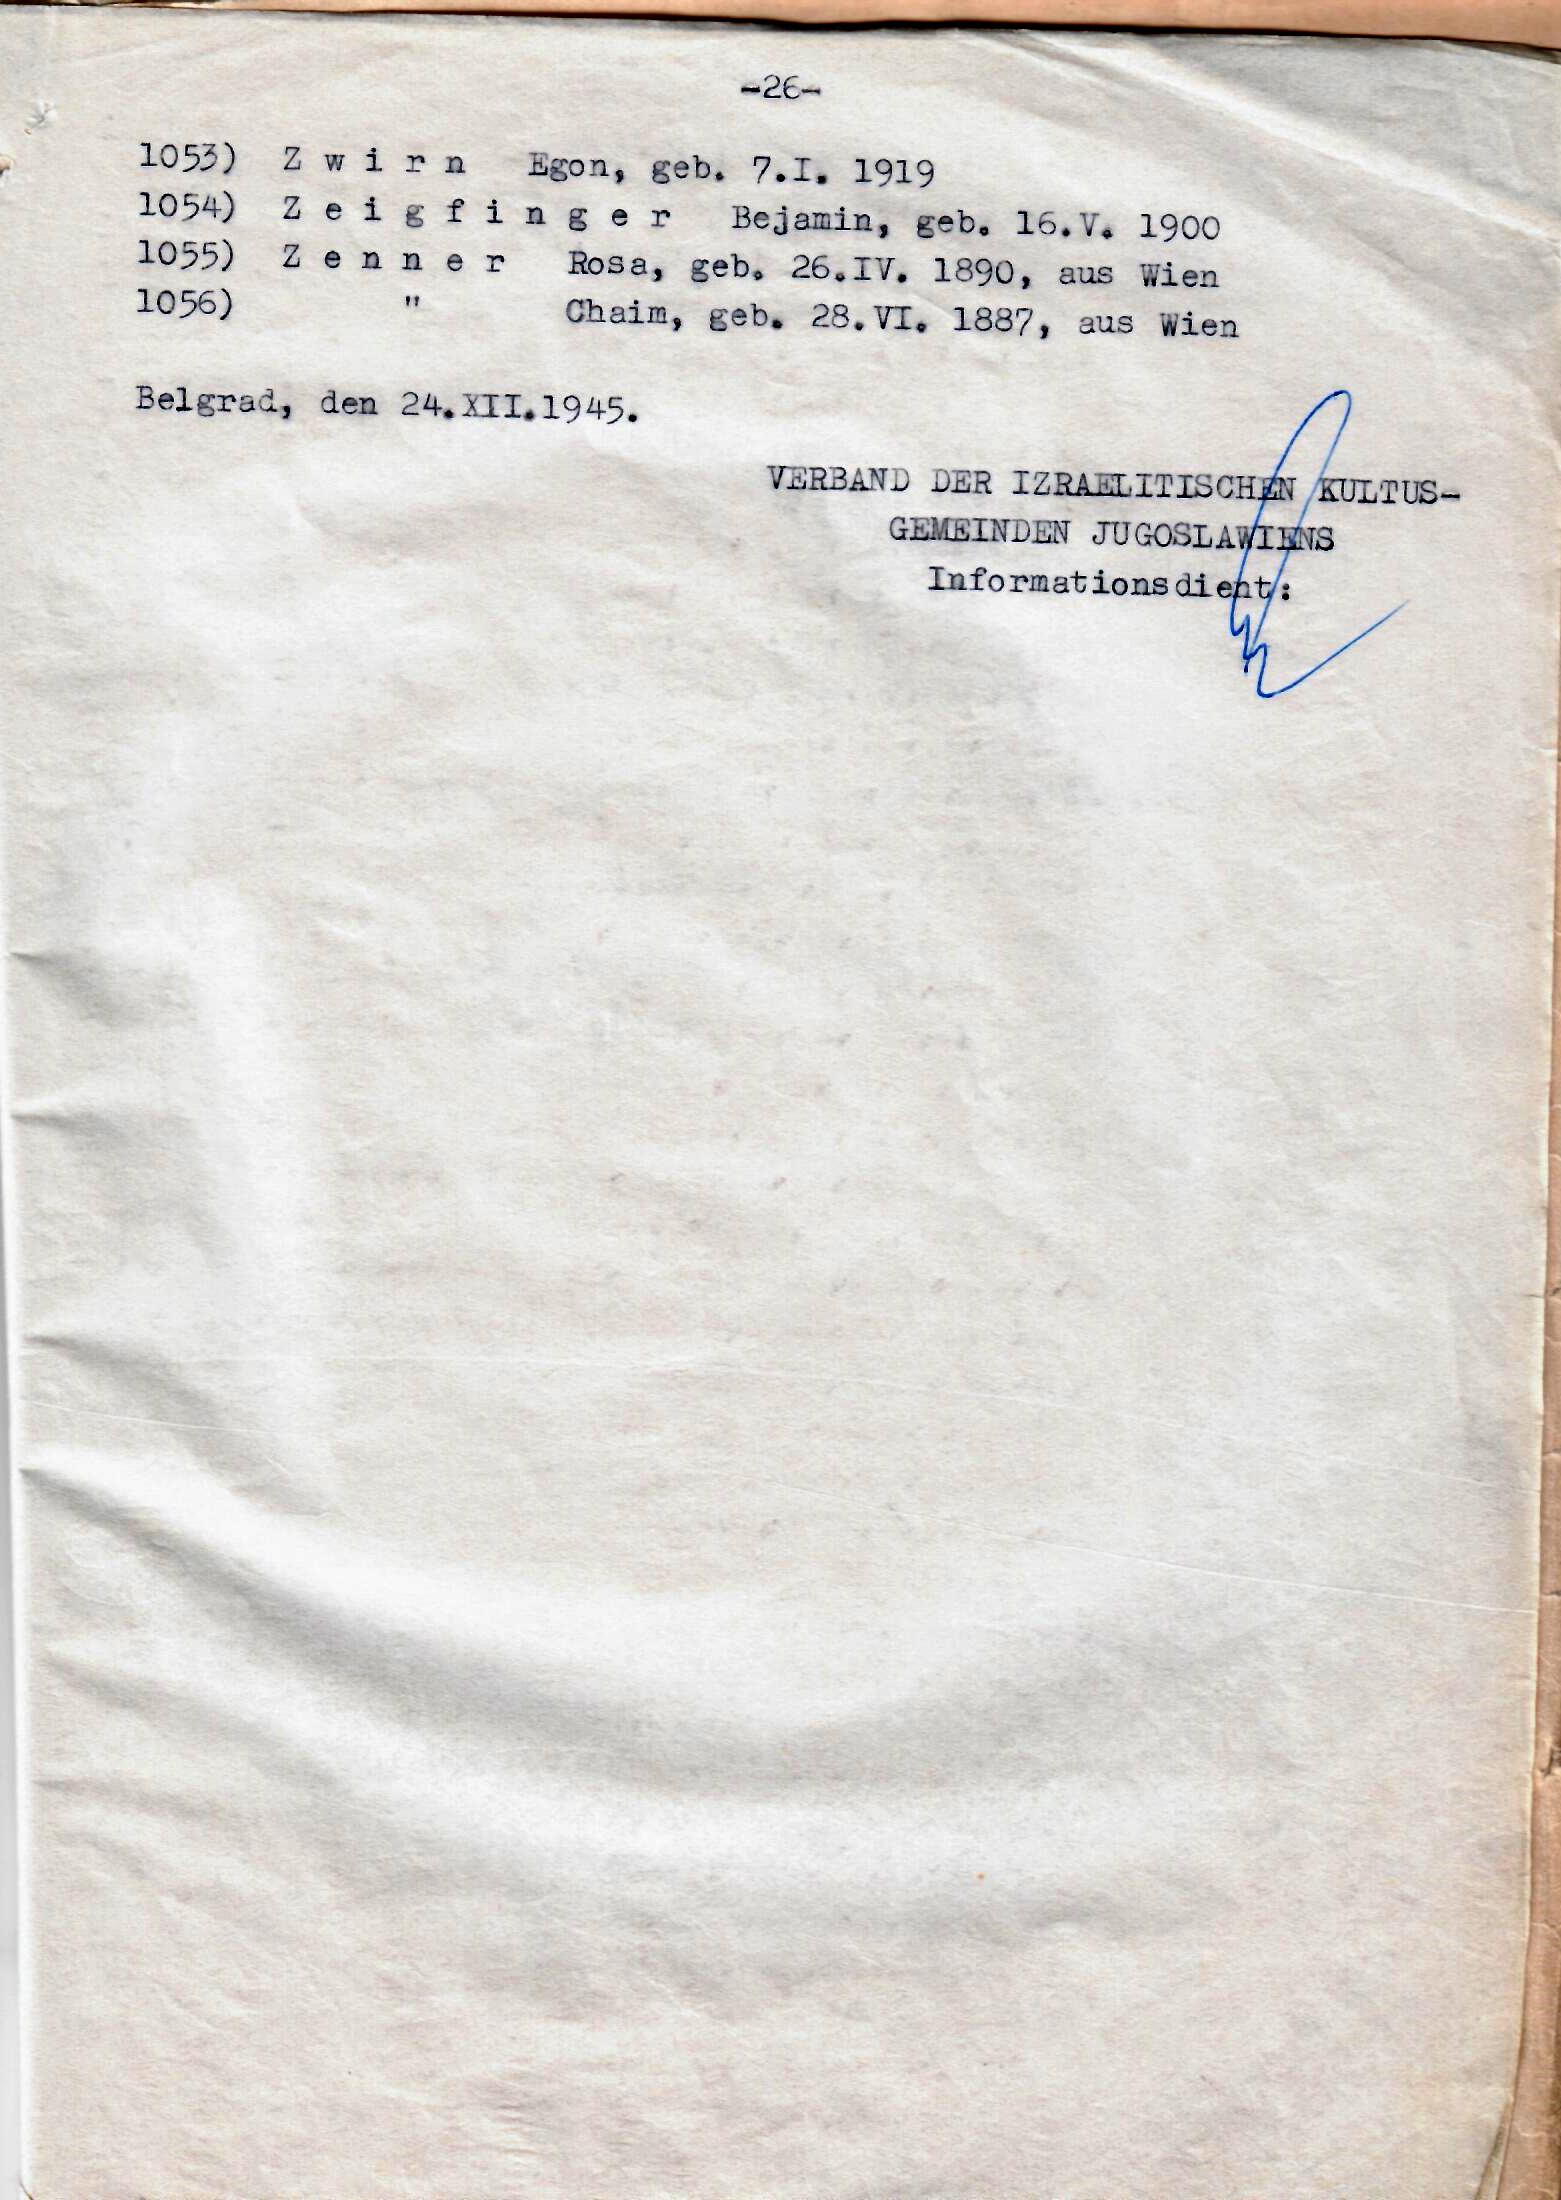 -26-
1053) Z w i r n Egon, geb. 7.I. 1919
1054) Z e i g f i n g e r Bejamin, geb. 16.V. 1900
1055) Z e n n e r Rosa, geb. 26.IV. 1890, aus Wien
1056) " Chaim, geb. 28.VI. 1887, aus Wien
Belgrad, den 24.XII.1945.
VERBAND DER IZRAELITISCHEN KULTUS-
GEMEINDEN JUGOSLAWIENS
Informationsdient: